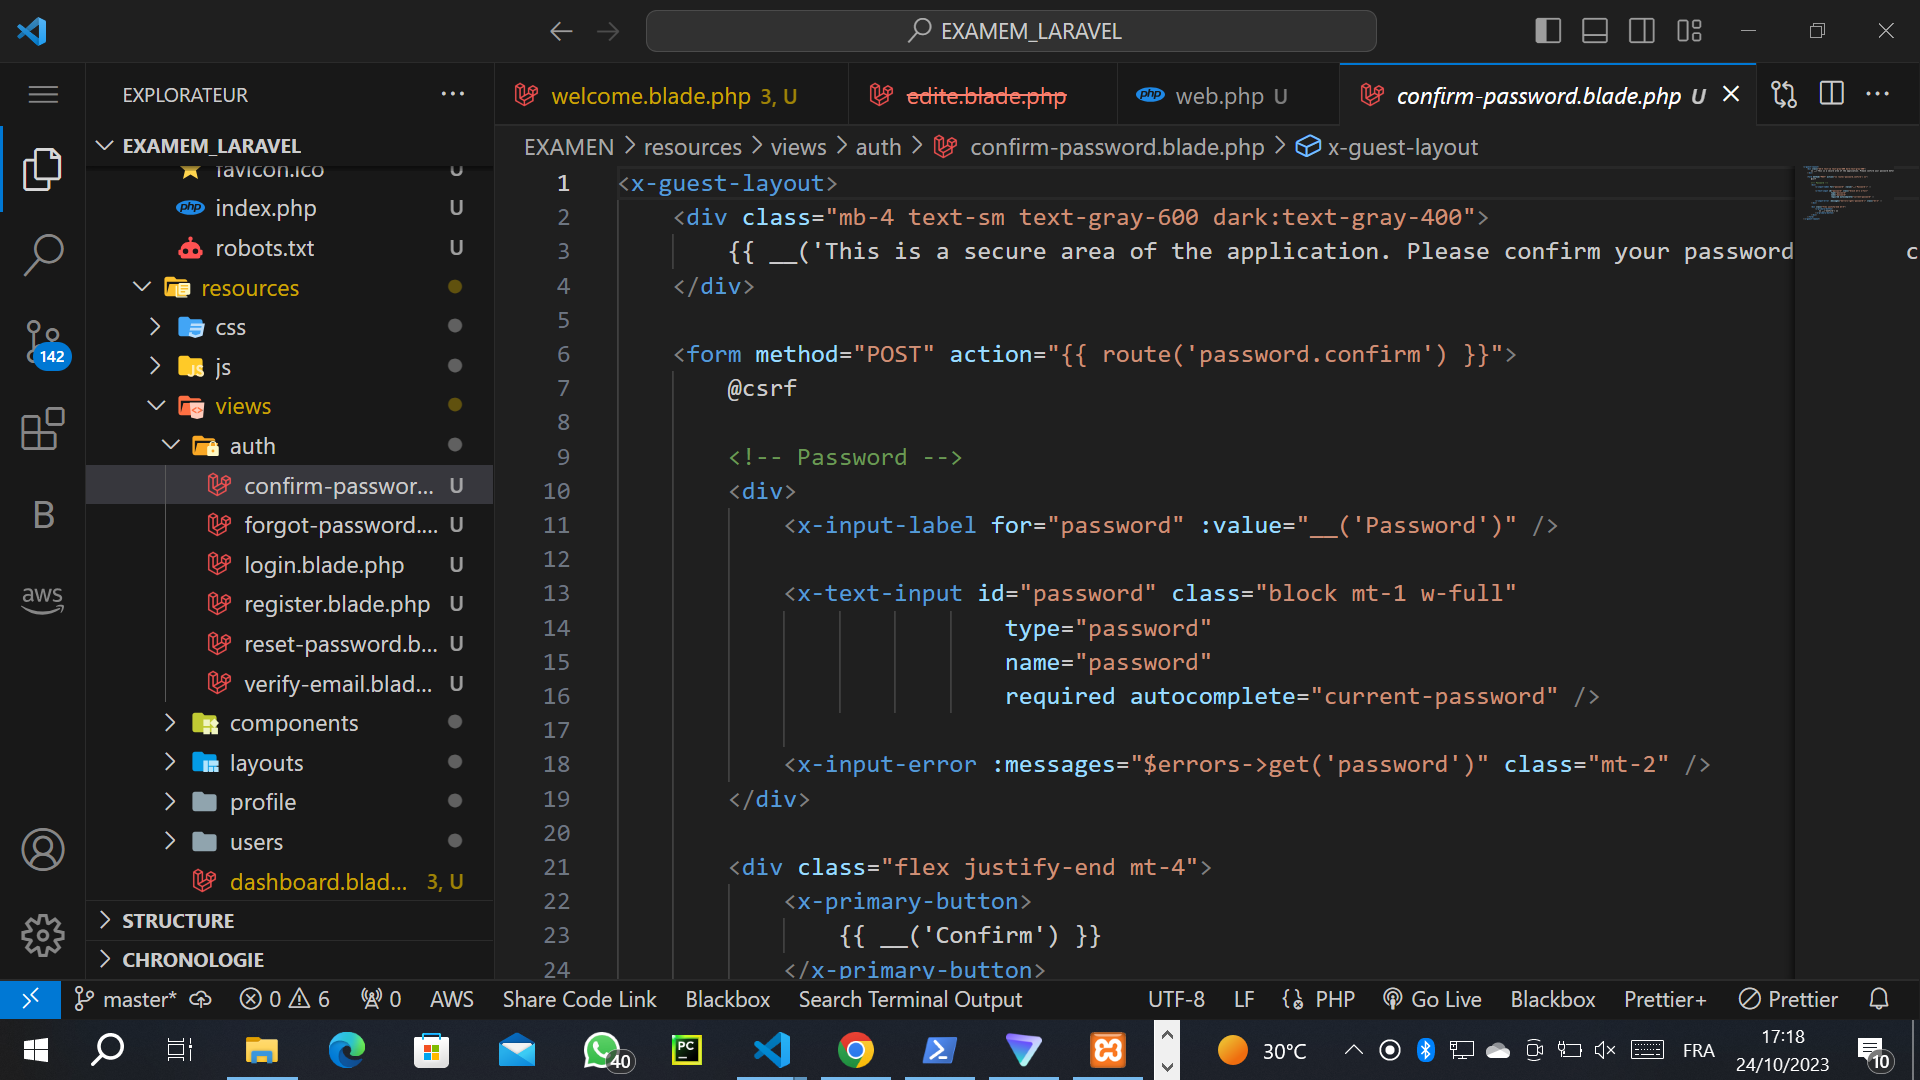 EXAMEM_LARAVEL
EXPLORATEUR
EXAMEM_LARAVEL
favicon.ico U
index.php U
robots.txt U
resources
css
js
views
auth
confirm-passwor... U
forgot-password.... U
login.blade.php U
register.blade.php U
reset-password.b... U
verify-email.blad... U
components
layouts
profile
users
dashboard.blad... 3, U
STRUCTURE
CHRONOLOGIE
142
B
aws
welcome.blade.php 3, U
edite.blade.php
php web.php U
confirm-password.blade.php U
EXAMEN > resources > views > auth > confirm-password.blade.php > x-guest-layout
1 <x-guest-layout>
2 <div class="mb-4 text-sm text-gray-600 dark:text-gray-400">
3 {{ __('This is a secure area of the application. Please confirm your password c
4 </div>
5
6 <form method="POST" action="{{ route('password.confirm') }}">
7 @csrf
8
9 <!-- Password -->
10 <div>
11 <x-input-label for="password" :value="__('Password')" />
12
13 <x-text-input id="password" class="block mt-1 w-full"
14 type="password"
15 name="password"
16 required autocomplete="current-password" />
17
18 <x-input-error :messages="$errors->get('password')" class="mt-2" />
19 </div>
20
21 <div class="flex justify-end mt-4">
22 <x-primary-button>
23 {{ __('Confirm') }}
24 </x-primary-button>
master* 0 6 0 AWS Share Code Link Blackbox Search Terminal Output UTF-8 LF PHP Go Live Blackbox Prettier+ Prettier
40 PC 30°C FRA 17:18
24/10/2023 10